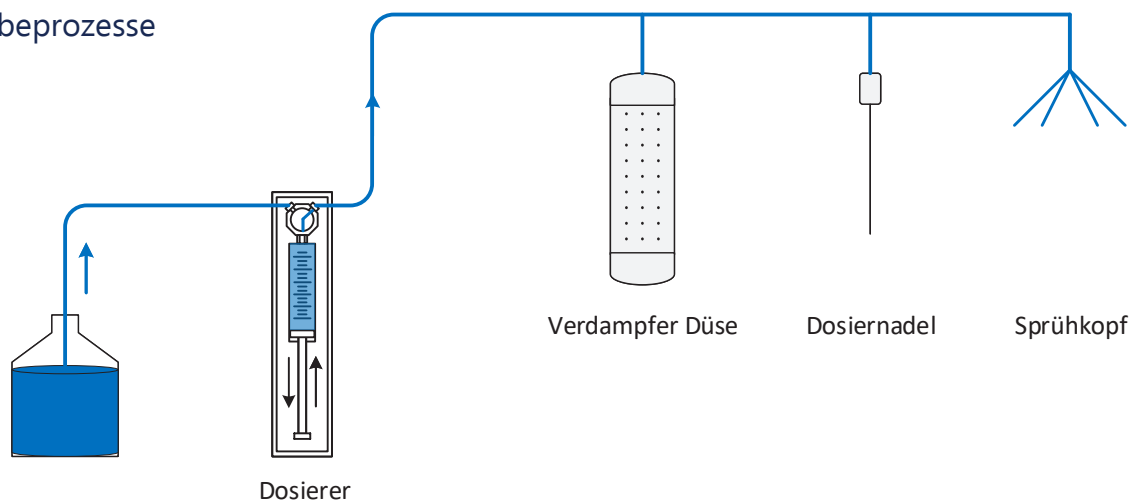 beprozesse
Verdampfer Düse
Dosiernadel
Sprühkopf
Dosierer